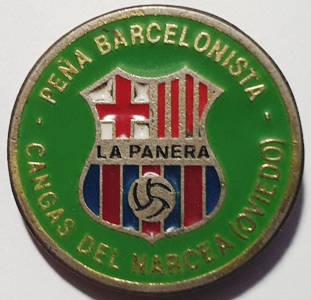 - PEÑA BARCELONISTA -
LA PANERA
CANGAS DEL NARCEA (OVIEDO)